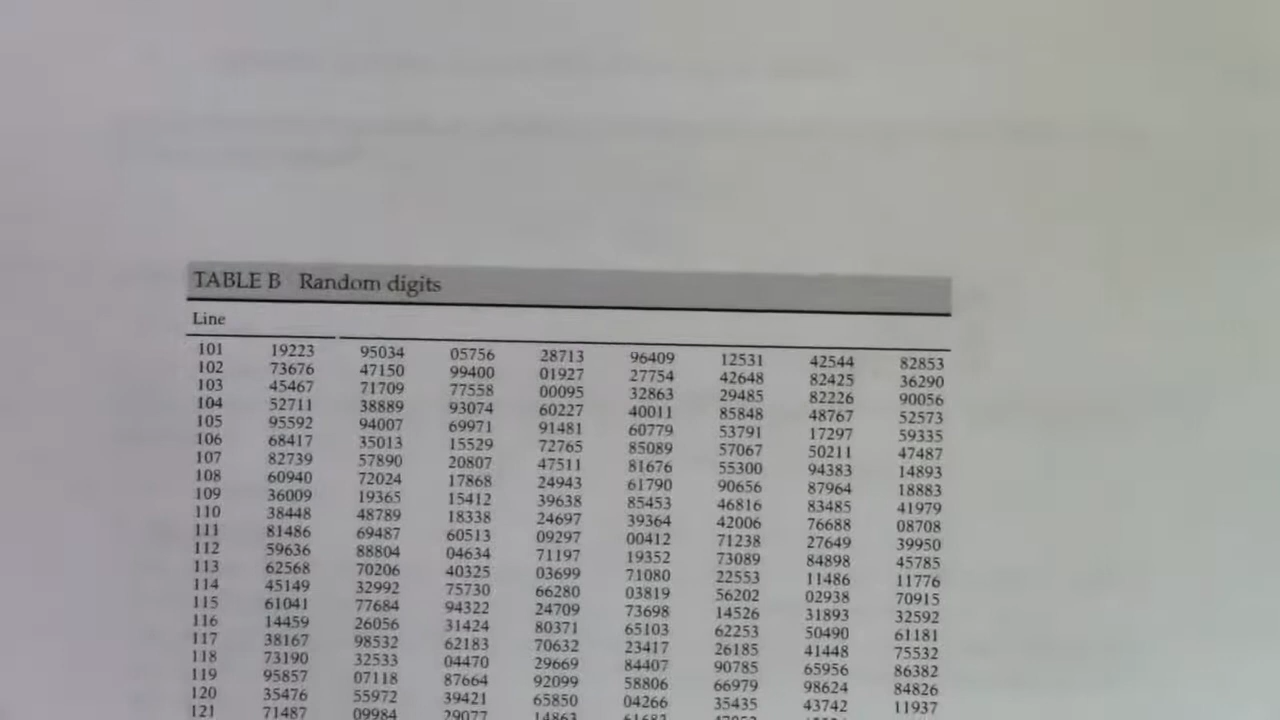 TABLE B Random digits
Line
101 19223 95034 05756 28713 96409 12531 42544 82853
102 73676 47150 99400 01927 27754 42648 82425 36290
103 45467 71709 77558 00095 32863 29485 82226 90056
104 52711 38889 93074 60227 40011 85848 48767 52573
105 95592 94007 69971 91481 60779 53791 17297 59335
106 68417 35013 15529 72765 85089 57067 50211 47487
107 82739 57890 20807 47511 81676 55300 94383 14893
108 60940 72024 17868 24943 61790 90656 87964 18883
109 36009 19365 15412 39638 85453 46816 83485 41979
110 38448 48789 18338 24697 39364 42006 76688 08708
111 81486 69487 60513 09297 00412 71238 27649 39950
112 59636 88804 04634 71197 19352 73089 84898 45785
113 62568 70206 40325 03699 71080 22553 11486 11776
114 45149 32992 75730 66280 03819 56202 02938 70915
115 61041 77684 94322 24709 73698 14526 31893 32592
116 14459 26056 31424 80371 65103 62253 50490 61181
117 38167 98532 62183 70632 23417 26185 41448 75532
118 73190 32533 04470 29669 84407 90785 65956 86382
119 95857 07118 87664 92099 58806 66979 98624 84826
120 35476 55972 39421 65850 04266 35435 43742 11937
121 71487 09984 29077 14863